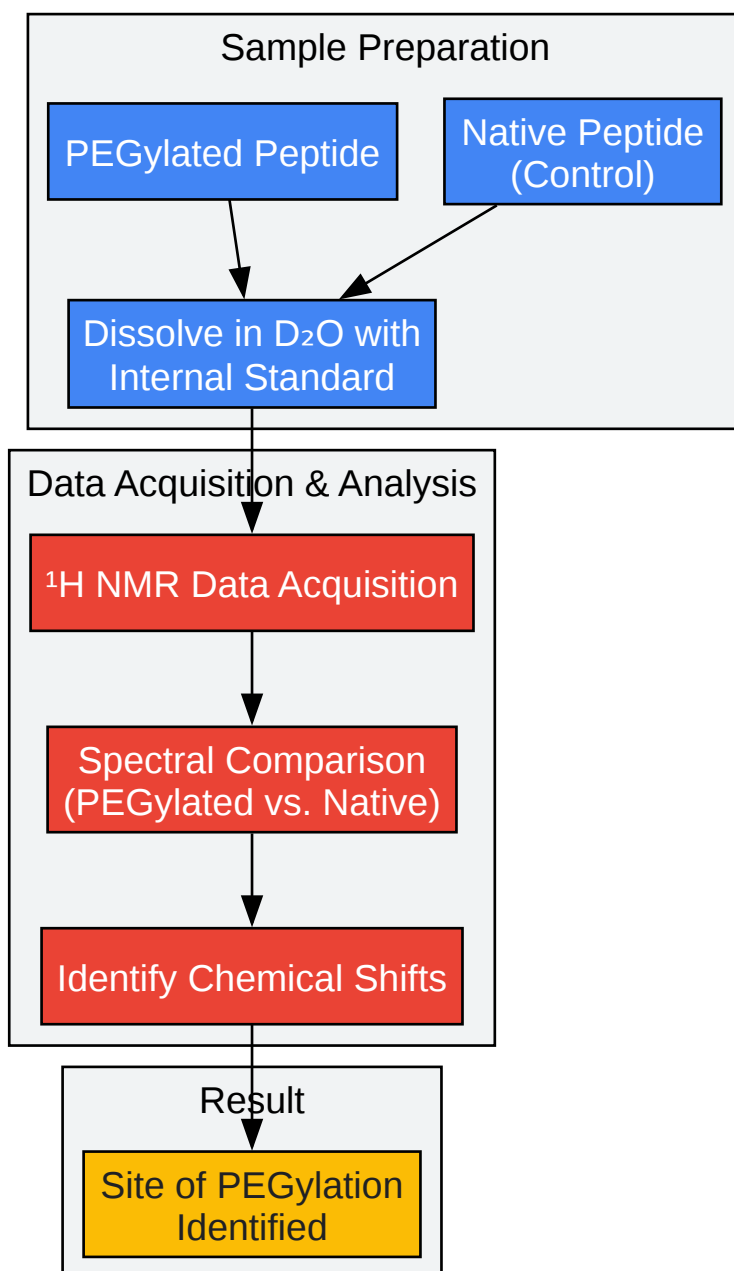 Sample Preparation
PEGylated Peptide
Native Peptide
(Control)
Dissolve in D₂O with
Internal Standard
Data Acquisition & Analysis
¹H NMR Data Acquisition
Spectral Comparison
(PEGylated vs. Native)
Identify Chemical Shifts
Result
Site of PEGylation
Identified